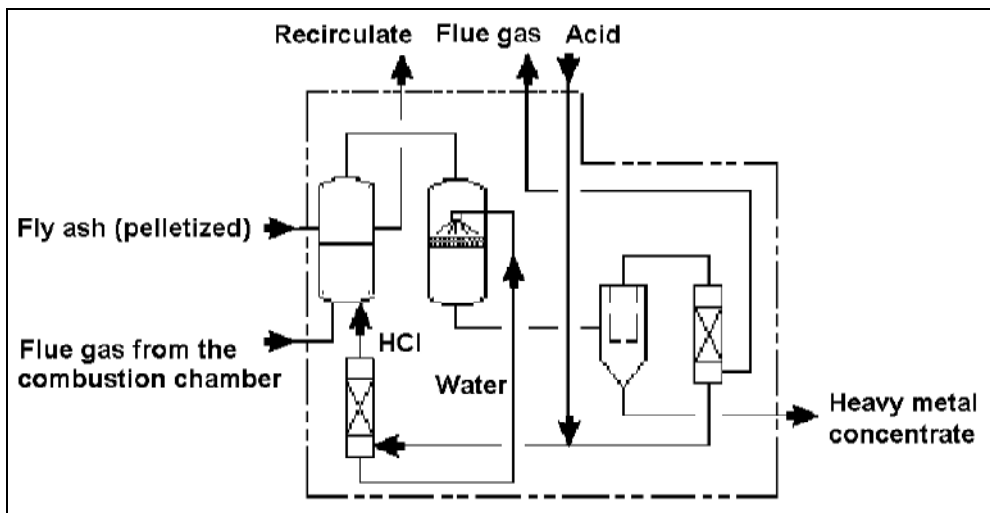 Recirculate
Flue gas
Acid
Fly ash (pelletized)
Flue gas from the
combustion chamber
HCl
Water
Heavy metal
concentrate